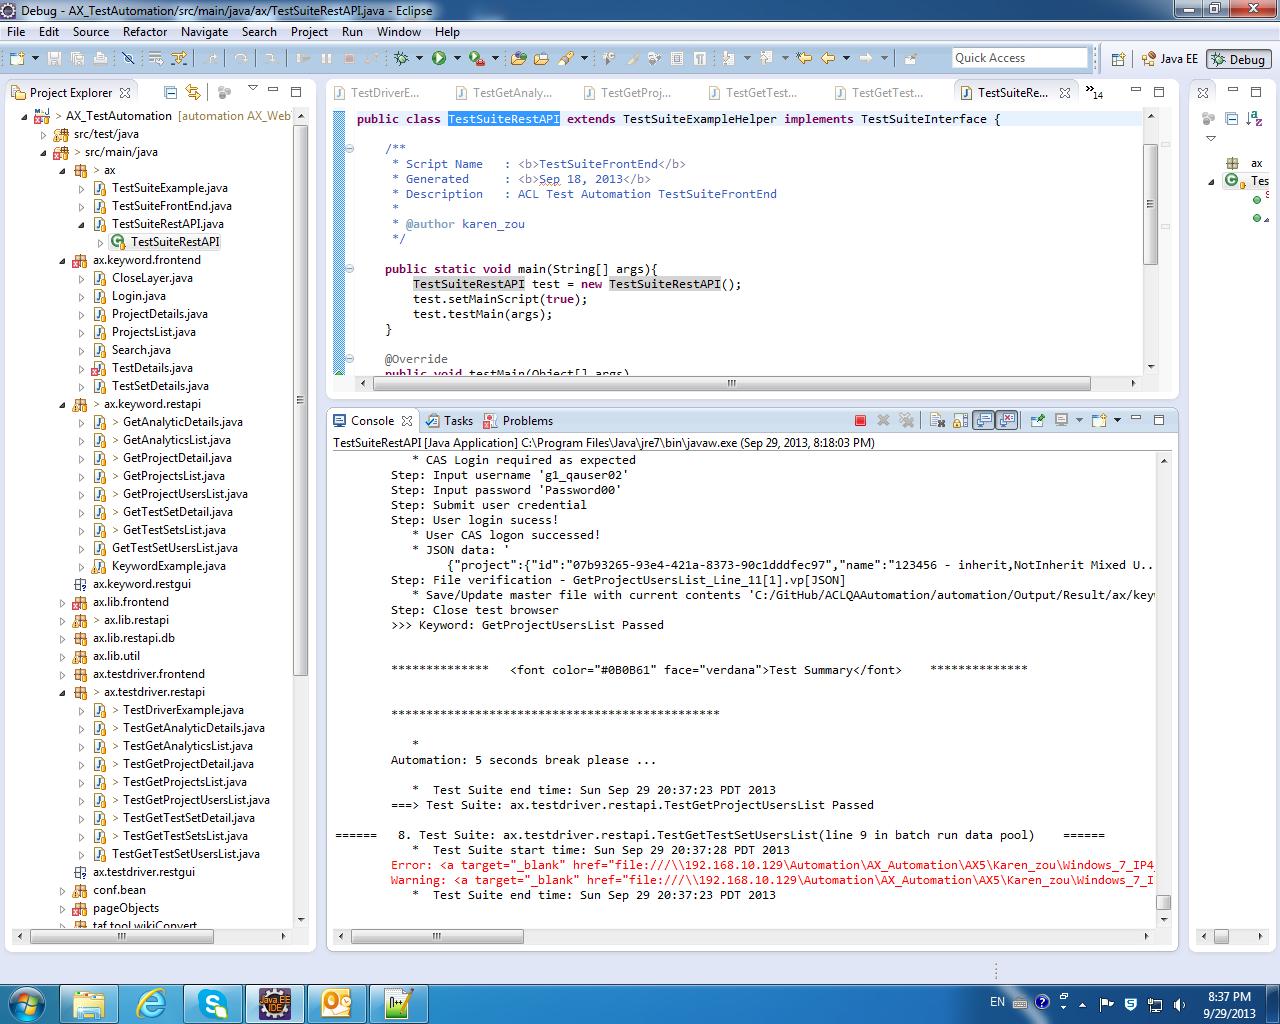 Debug - AX_TestAutomation/src/main/java/ax/TestSuiteRestAPI.java - Eclipse
File Edit Source Refactor Navigate Search Project Run Window Help
Quick Access
Java EE
Debug
Project Explorer
> AX_TestAutomation [automation AX_Web
src/test/java
> src/main/java
> ax
TestSuiteExample.java
TestSuiteFrontEnd.java
TestSuiteRestAPI.java
TestSuiteRestAPI
ax.keyword.frontend
CloseLayer.java
Login.java
ProjectDetails.java
ProjectsList.java
Search.java
TestDetails.java
TestSetDetails.java
> ax.keyword.restapi
> GetAnalyticDetails.java
> GetAnalyticsList.java
> GetProjectDetail.java
> GetProjectsList.java
> GetProjectUsersList.java
> GetTestSetDetail.java
> GetTestSetsList.java
GetTestSetUsersList.java
KeywordExample.java
ax.keyword.restgui
ax.lib.frontend
> ax.lib.restapi
ax.lib.restapi.db
ax.lib.util
ax.testdriver.frontend
> ax.testdriver.restapi
> TestDriverExample.java
> TestGetAnalyticDetails.java
> TestGetAnalyticsList.java
> TestGetProjectDetail.java
> TestGetProjectsList.java
> TestGetProjectUsersList.java
> TestGetTestSetDetail.java
> TestGetTestSetsList.java
TestGetTestSetUsersList.java
ax.testdriver.restgui
conf.bean
pageObjects
taf.tool.wikiConvert
TestDriverE... TestGetAnaly... TestGetProj... TestGetTest... TestGetTest... TestSuiteRe... »14
public class TestSuiteRestAPI extends TestSuiteExampleHelper implements TestSuiteInterface {
/**
* Script Name : <b>TestSuiteFrontEnd</b>
* Generated : <b>Sep 18, 2013</b>
* Description : ACL Test Automation TestSuiteFrontEnd
*
* @author karen_zou
*/
public static void main(String[] args){
TestSuiteRestAPI test = new TestSuiteRestAPI();
test.setMainScript(true);
test.testMain(args);
}
@Override
public void testMain(Object[] args)
ax
Tes
Console Tasks Problems
TestSuiteRestAPI [Java Application] C:\Program Files\Java\jre7\bin\javaw.exe (Sep 29, 2013, 8:18:03 PM)
* CAS Login required as expected
Step: Input username 'g1_qauser02'
Step: Input password 'Password00'
Step: Submit user credential
Step: User login sucess!
* User CAS logon successed!
* JSON data: '
{"project":{"id":"07b93265-93e4-421a-8373-90c1dddfec97","name":"123456 - inherit,NotInherit Mixed U..
Step: File verification - GetProjectUsersList_Line_11[1].vp[JSON]
* Save/Update master file with current contents 'C:/GitHub/ACLQAAutomation/automation/Output/Result/ax/key
Step: Close test browser
>>> Keyword: GetProjectUsersList Passed
************** <font color="#0B0B61" face="verdana">Test Summary</font> **************
***********************************************
*
Automation: 5 seconds break please ...
* Test Suite end time: Sun Sep 29 20:37:23 PDT 2013
===> Test Suite: ax.testdriver.restapi.TestGetProjectUsersList Passed
====== 8. Test Suite: ax.testdriver.restapi.TestGetTestSetUsersList(line 9 in batch run data pool) ======
* Test Suite start time: Sun Sep 29 20:37:28 PDT 2013
Error: <a target="_blank" href="file:///\\192.168.10.129\Automation\AX_Automation\AX5\Karen_zou\Windows_7_IP4
Warning: <a target="_blank" href="file:///\\192.168.10.129\Automation\AX_Automation\AX5\Karen_zou\Windows_7_I
* Test Suite end time: Sun Sep 29 20:37:23 PDT 2013
EN
8:37 PM
9/29/2013